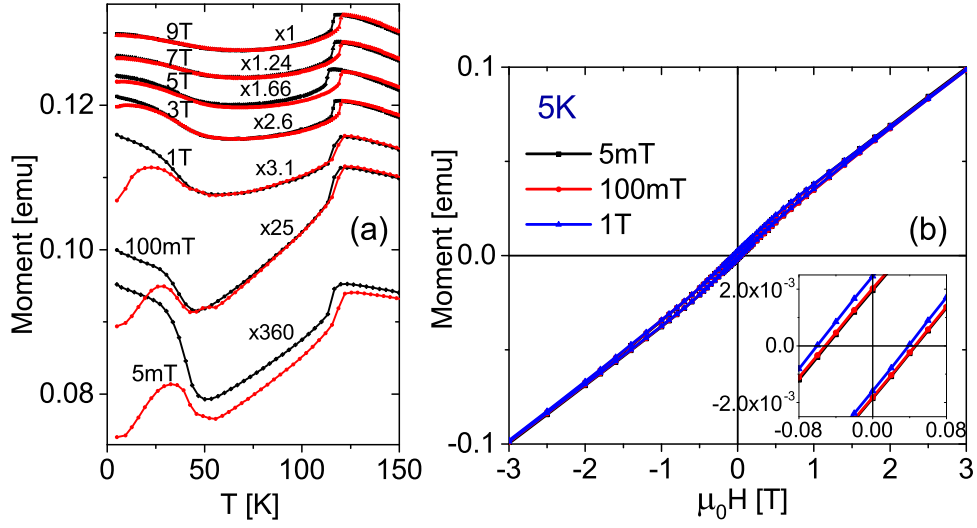 9T
x1
7T
x1.24
5T
x1.66
3T
x2.6
1T
x3.1
100mT
x25
(a)
x360
5mT
0.12
0.10
0.08
Moment [emu]
0
50
100
150
T [K]
5K
5mT
100mT
1T
(b)
0.1
0.0
-0.1
Moment [emu]
-3
-2
-1
0
1
2
3
μ₀H [T]
2.0x10⁻³
0.0
-2.0x10⁻³
-0.08
0.00
0.08